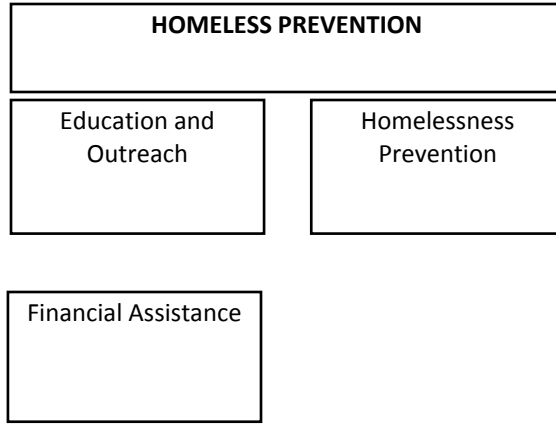 HOMELESS PREVENTION
Education and
Outreach
Homelessness
Prevention
Financial Assistance